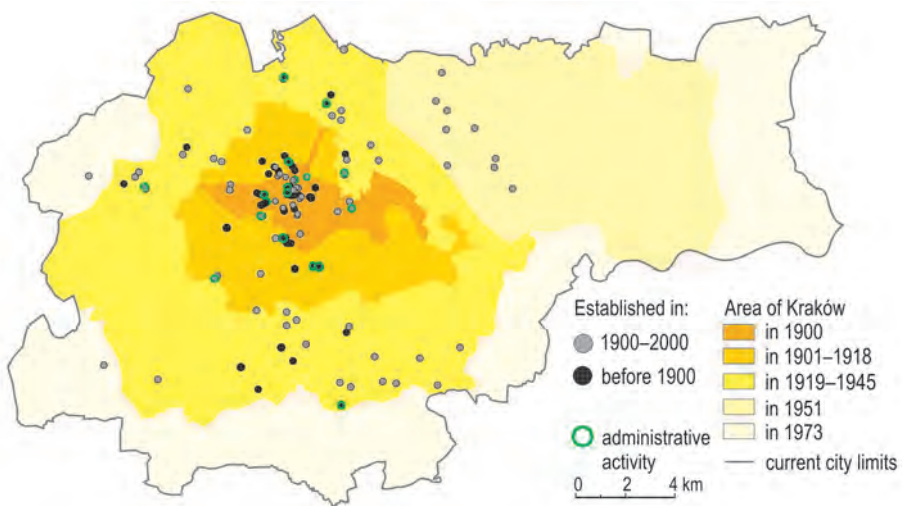 Established in:
1900–2000
before 1900
administrative
activity
Area of Kraków
in 1900
in 1901–1918
in 1919–1945
in 1951
in 1973
current city limits
0 2 4 km